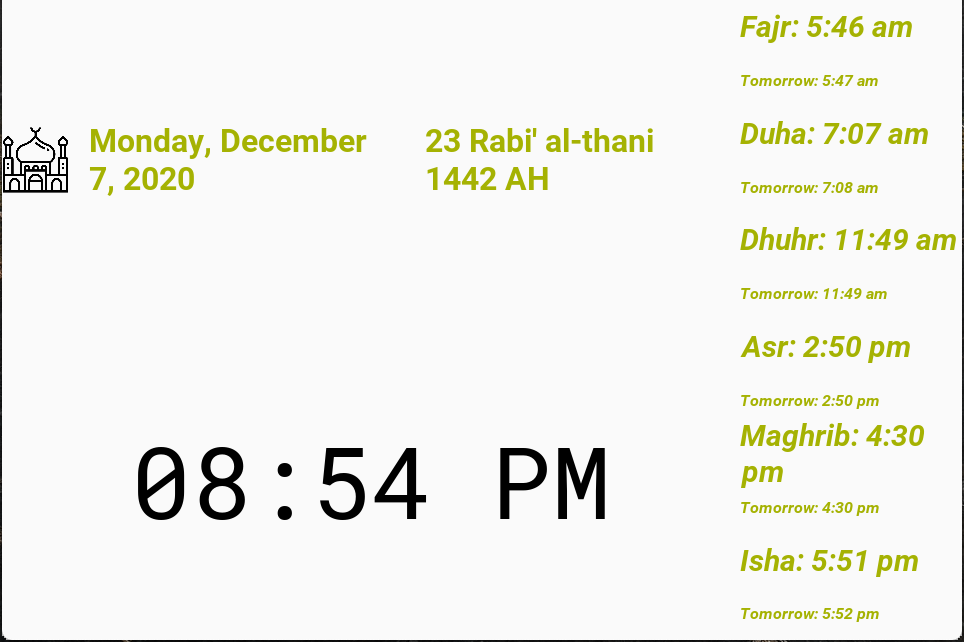 Monday, December
7, 2020
23 Rabi' al-thani
1442 AH
08:54 PM
Fajr: 5:46 am
Tomorrow: 5:47 am
Duha: 7:07 am
Tomorrow: 7:08 am
Dhuhr: 11:49 am
Tomorrow: 11:49 am
Asr: 2:50 pm
Tomorrow: 2:50 pm
Maghrib: 4:30
pm
Tomorrow: 4:30 pm
Isha: 5:51 pm
Tomorrow: 5:52 pm